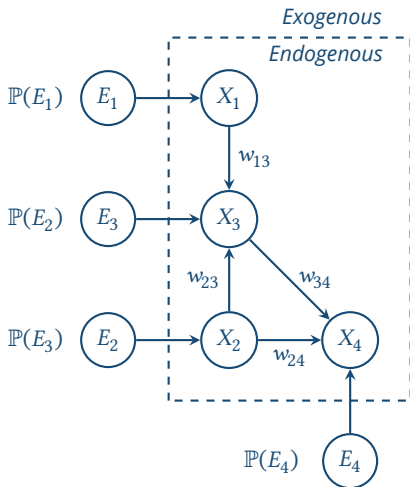 Exogenous
Endogenous
ℙ(E₁) E₁ X₁
w₁₃
ℙ(E₂) E₃ X₃
w₂₃ w₃₄
ℙ(E₃) E₂ X₂ X₄
w₂₄
ℙ(E₄) E₄